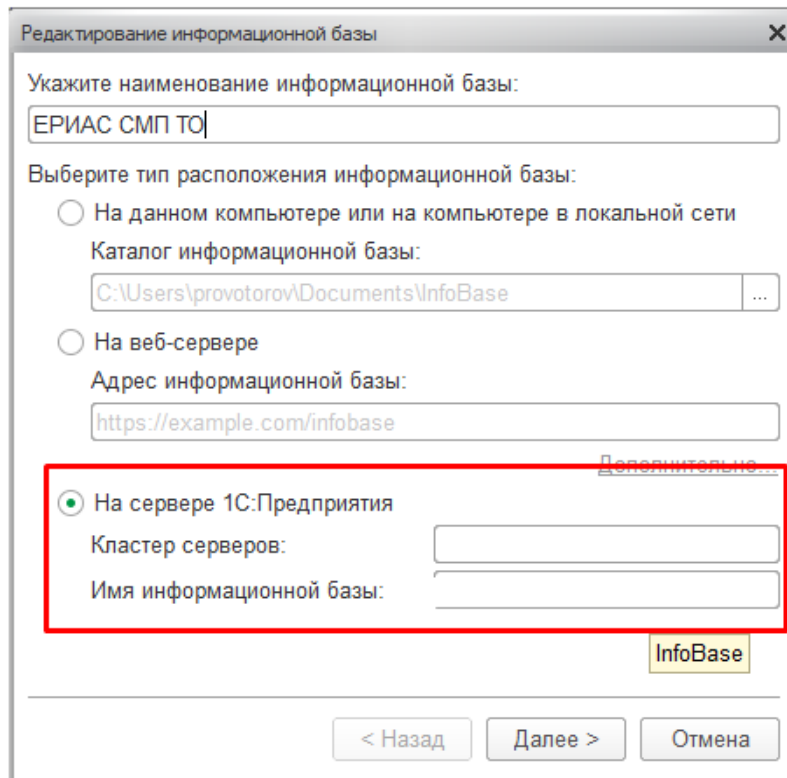 Редактирование информационной базы
Укажите наименование информационной базы:
ЕРИАС СМП ТО
Выберите тип расположения информационной базы:
На данном компьютере или на компьютере в локальной сети
Каталог информационной базы:
C:\Users\provotorov\Documents\InfoBase ...
На веб-сервере
Адрес информационной базы:
https://example.com/infobase
Дополнительно...
На сервере 1С:Предприятия
Кластер серверов:
Имя информационной базы:
InfoBase
< Назад Далее > Отмена